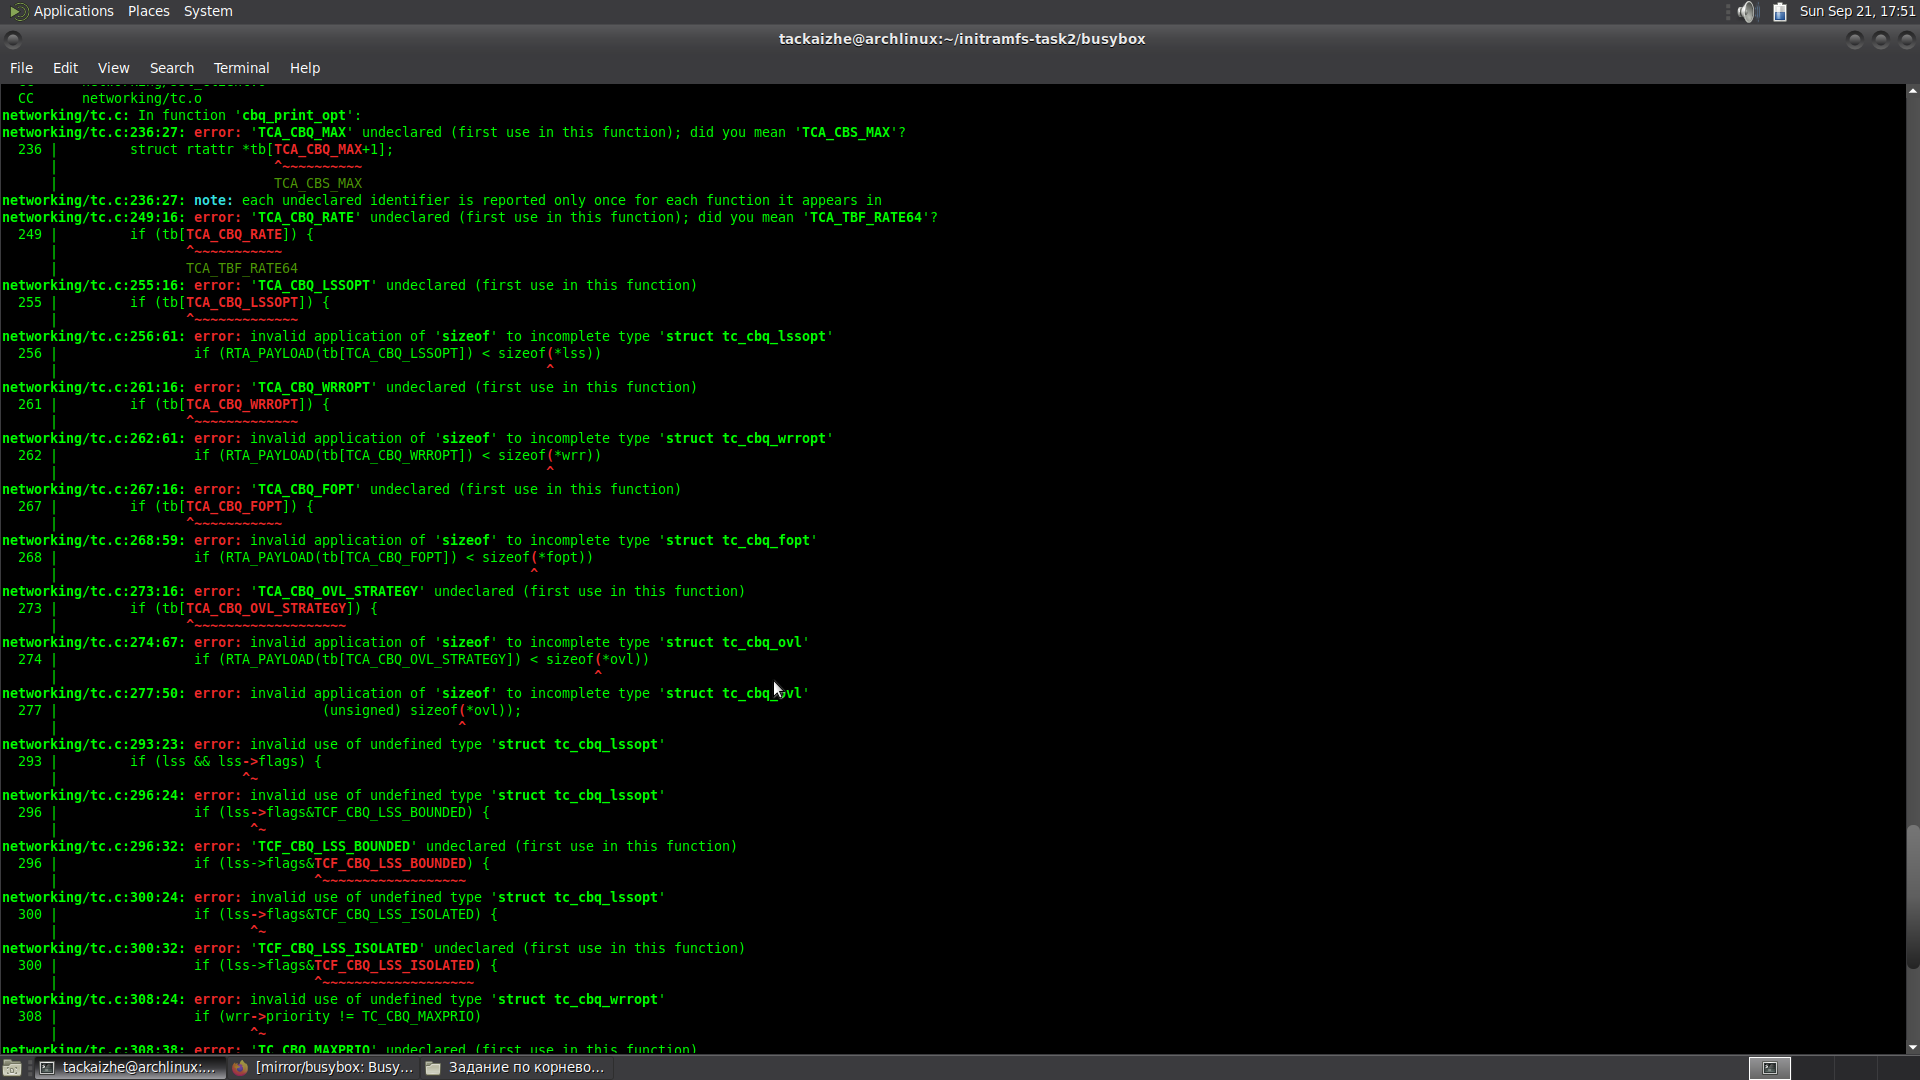 Applications Places System
Sun Sep 21, 17:51
tackaizhe@archlinux:~/initramfs-task2/busybox
File Edit View Search Terminal Help
CC networking/tc.o
networking/tc.c: In function 'cbq_print_opt':
networking/tc.c:236:27: error: 'TCA_CBQ_MAX' undeclared (first use in this function); did you mean 'TCA_CBS_MAX'?
236 | struct rtattr *tb[TCA_CBQ_MAX+1];
| ^~~~~~~~~~~
| TCA_CBS_MAX
networking/tc.c:236:27: note: each undeclared identifier is reported only once for each function it appears in
networking/tc.c:249:16: error: 'TCA_CBQ_RATE' undeclared (first use in this function); did you mean 'TCA_TBF_RATE64'?
249 | if (tb[TCA_CBQ_RATE]) {
| ^~~~~~~~~~~~
| TCA_TBF_RATE64
networking/tc.c:255:16: error: 'TCA_CBQ_LSSOPT' undeclared (first use in this function)
255 | if (tb[TCA_CBQ_LSSOPT]) {
| ^~~~~~~~~~~~~~
networking/tc.c:256:61: error: invalid application of 'sizeof' to incomplete type 'struct tc_cbq_lssopt'
256 | if (RTA_PAYLOAD(tb[TCA_CBQ_LSSOPT]) < sizeof(*lss))
| ^
networking/tc.c:261:16: error: 'TCA_CBQ_WRROPT' undeclared (first use in this function)
261 | if (tb[TCA_CBQ_WRROPT]) {
| ^~~~~~~~~~~~~~
networking/tc.c:262:61: error: invalid application of 'sizeof' to incomplete type 'struct tc_cbq_wrropt'
262 | if (RTA_PAYLOAD(tb[TCA_CBQ_WRROPT]) < sizeof(*wrr))
| ^
networking/tc.c:267:16: error: 'TCA_CBQ_FOPT' undeclared (first use in this function)
267 | if (tb[TCA_CBQ_FOPT]) {
| ^~~~~~~~~~~~
networking/tc.c:268:59: error: invalid application of 'sizeof' to incomplete type 'struct tc_cbq_fopt'
268 | if (RTA_PAYLOAD(tb[TCA_CBQ_FOPT]) < sizeof(*fopt))
| ^
networking/tc.c:273:16: error: 'TCA_CBQ_OVL_STRATEGY' undeclared (first use in this function)
273 | if (tb[TCA_CBQ_OVL_STRATEGY]) {
| ^~~~~~~~~~~~~~~~~~~~
networking/tc.c:274:67: error: invalid application of 'sizeof' to incomplete type 'struct tc_cbq_ovl'
274 | if (RTA_PAYLOAD(tb[TCA_CBQ_OVL_STRATEGY]) < sizeof(*ovl))
| ^
networking/tc.c:277:50: error: invalid application of 'sizeof' to incomplete type 'struct tc_cbq_ovl'
277 | (unsigned) sizeof(*ovl));
| ^
networking/tc.c:293:23: error: invalid use of undefined type 'struct tc_cbq_lssopt'
293 | if (lss && lss->flags) {
| ^~
networking/tc.c:296:24: error: invalid use of undefined type 'struct tc_cbq_lssopt'
296 | if (lss->flags&TCF_CBQ_LSS_BOUNDED) {
| ^~
networking/tc.c:296:32: error: 'TCF_CBQ_LSS_BOUNDED' undeclared (first use in this function)
296 | if (lss->flags&TCF_CBQ_LSS_BOUNDED) {
| ^~~~~~~~~~~~~~~~~~~
networking/tc.c:300:24: error: invalid use of undefined type 'struct tc_cbq_lssopt'
300 | if (lss->flags&TCF_CBQ_LSS_ISOLATED) {
| ^~
networking/tc.c:300:32: error: 'TCF_CBQ_LSS_ISOLATED' undeclared (first use in this function)
300 | if (lss->flags&TCF_CBQ_LSS_ISOLATED) {
| ^~~~~~~~~~~~~~~~~~~~
networking/tc.c:308:24: error: invalid use of undefined type 'struct tc_cbq_wrropt'
308 | if (wrr->priority != TC_CBQ_MAXPRIO)
| ^~
networking/tc.c:308:38: error: 'TC_CBQ_MAXPRIO' undeclared (first use in this function)
tackaizhe@archlinux:... [mirror/busybox: Busy... Задание по корнево...